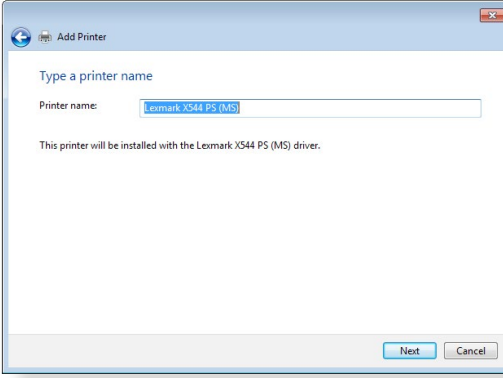 Add Printer
Type a printer name
Printer name: Lexmark X544 PS (MS)
This printer will be installed with the Lexmark X544 PS (MS) driver.
Next Cancel